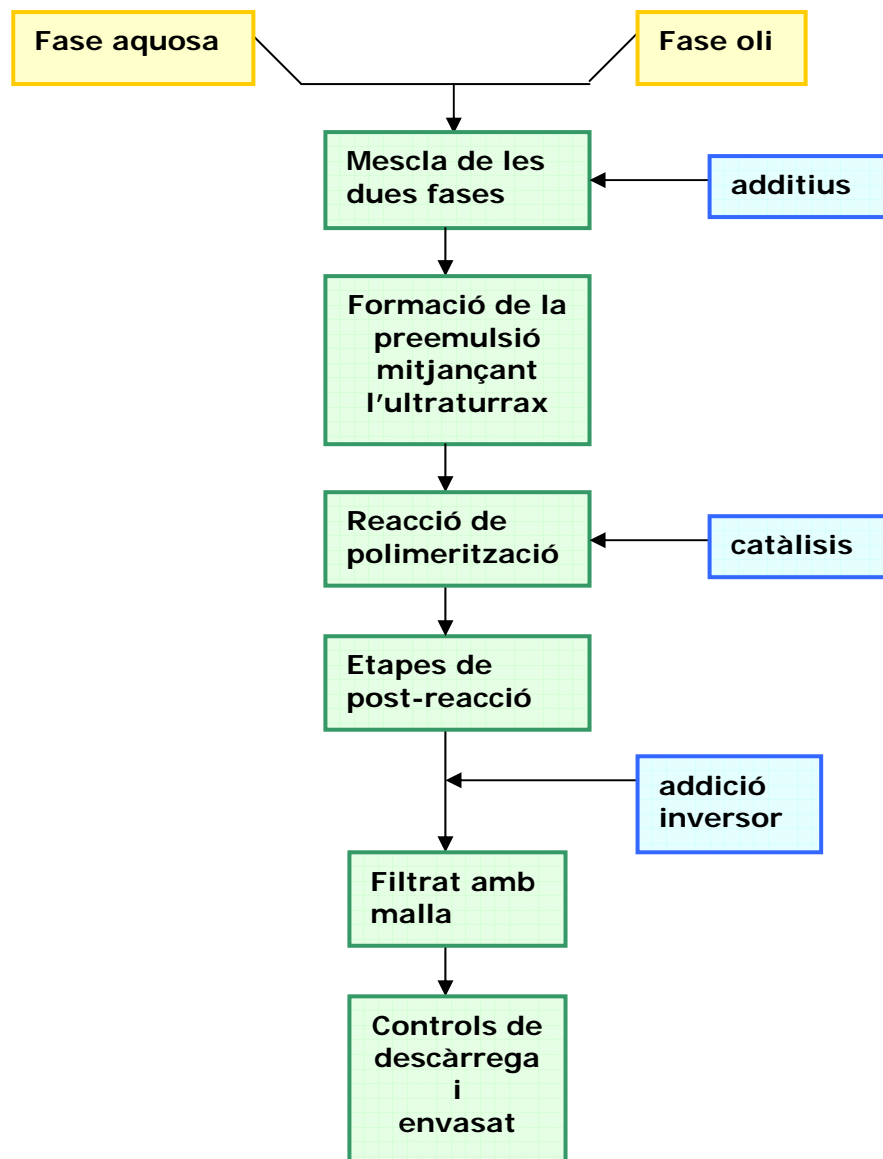 Fase aquosa
Fase oli
Mescla de les
dues fases
additius
Formació de la
preemulsió
mitjançant
l'ultraturrax
Reacció de
polimerització
catàlisis
Etapes de
post-reacció
addició
inversor
Filtrat amb
malla
Controls de
descàrrega
i
envasat